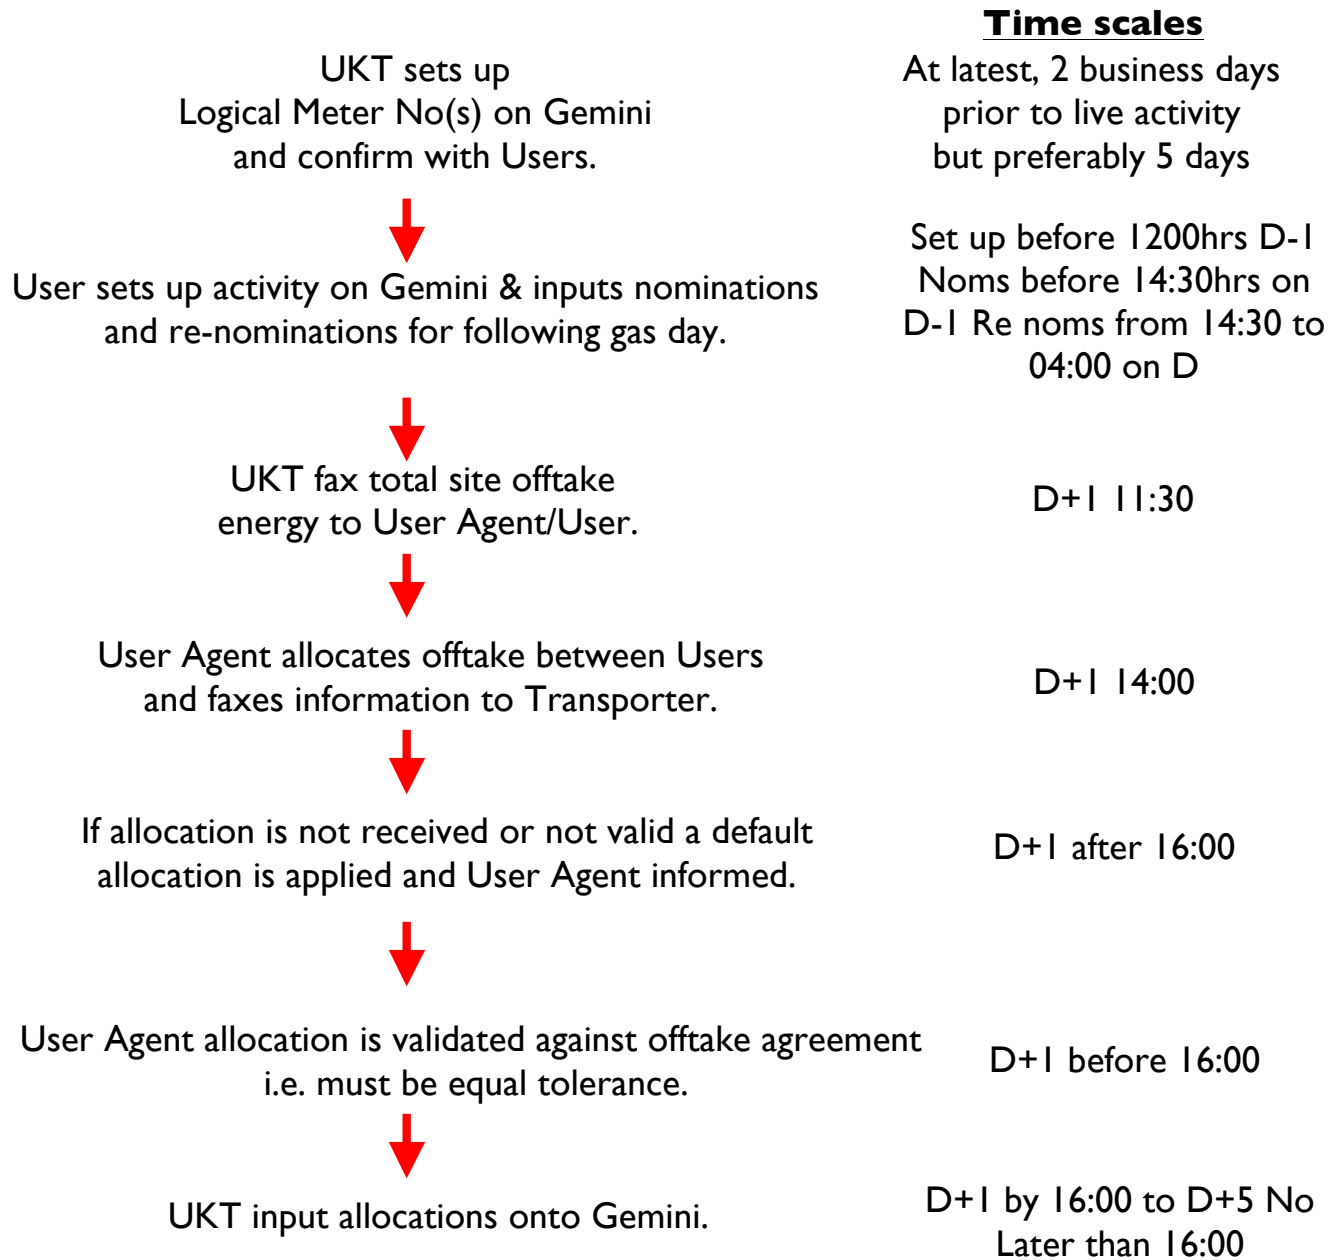 Time scales
UKT sets up
Logical Meter No(s) on Gemini
and confirm with Users.
At latest, 2 business days
prior to live activity
but preferably 5 days
User sets up activity on Gemini & inputs nominations
and re-nominations for following gas day.
Set up before 1200hrs D-1
Noms before 14:30hrs on
D-1 Re noms from 14:30 to
04:00 on D
UKT fax total site offtake
energy to User Agent/User.
D+1 11:30
User Agent allocates offtake between Users
and faxes information to Transporter.
D+1 14:00
If allocation is not received or not valid a default
allocation is applied and User Agent informed.
D+1 after 16:00
User Agent allocation is validated against offtake agreement
i.e. must be equal tolerance.
D+1 before 16:00
UKT input allocations onto Gemini.
D+1 by 16:00 to D+5 No
Later than 16:00